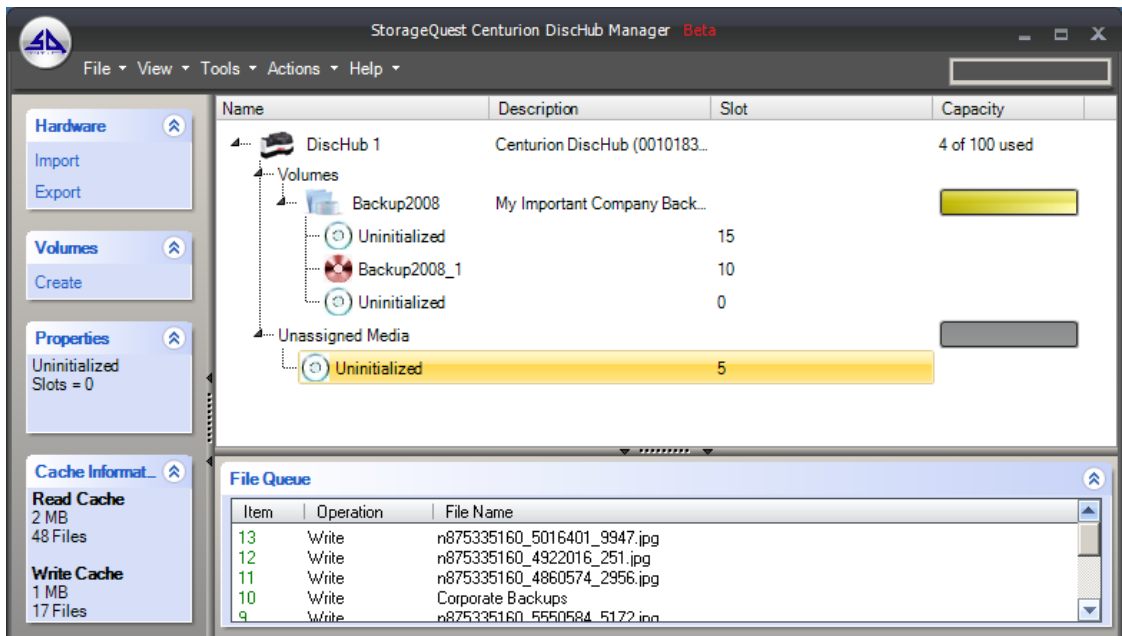 StorageQuest Centurion DiscHub Manager Beta
File View Tools Actions Help
Hardware
Import
Export
Volumes
Create
Properties
Uninitialized
Slots = 0
Cache Informat...
Read Cache
2 MB
48 Files
Write Cache
1 MB
17 Files
Name Description Slot Capacity
DiscHub 1 Centurion DiscHub (0010183... 4 of 100 used
Volumes
Backup2008 My Important Company Back...
Uninitialized 15
Backup2008_1 10
Uninitialized 0
Unassigned Media
Uninitialized 5
File Queue
Item Operation File Name
13 Write n875335160_5016401_9947.jpg
12 Write n875335160_4922016_251.jpg
11 Write n875335160_4860574_2956.jpg
10 Write Corporate Backups
9 Write n875335160_5550584_5172.jpg